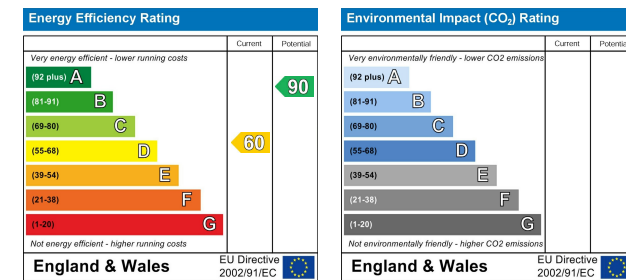 Energy Efficiency Rating
Current Potential
Very energy efficient - lower running costs
(92 plus) A
(81-91) B
90
(69-80) C
(55-68) D
60
(39-54) E
(21-38) F
(1-20) G
Not energy efficient - higher running costs
England & Wales
EU Directive
2002/91/EC
Environmental Impact (CO₂) Rating
Current Potential
Very environmentally friendly - lower CO2 emissions
(92 plus) A
(81-91) B
(69-80) C
(55-68) D
(39-54) E
(21-38) F
(1-20) G
Not environmentally friendly - higher CO2 emissions
England & Wales
EU Directive
2002/91/EC